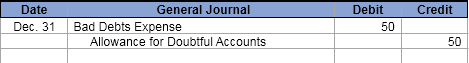 Date General Journal Debit Credit
Dec. 31 Bad Debts Expense 50
Allowance for Doubtful Accounts 50